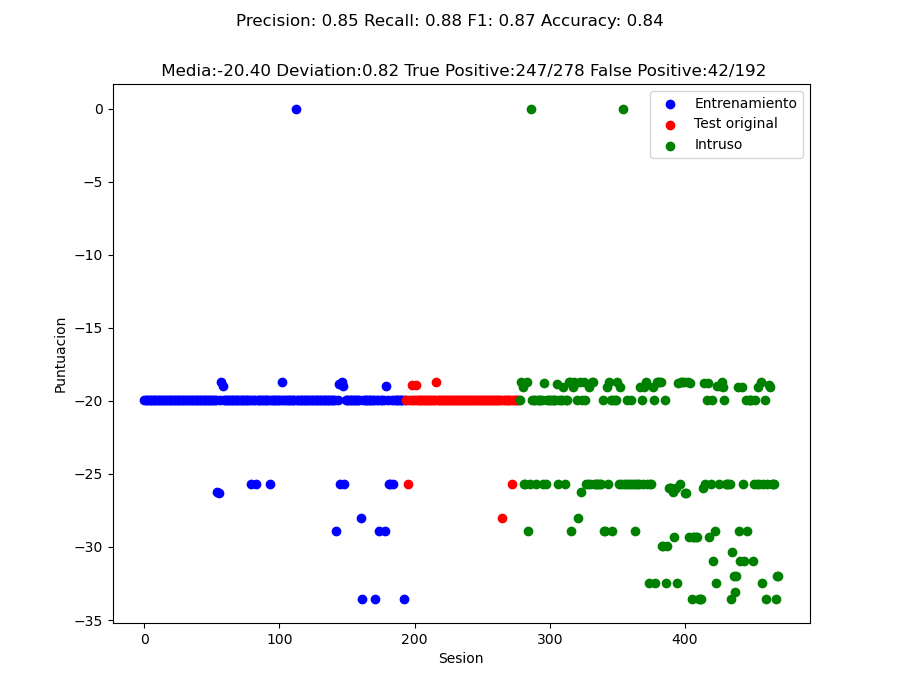 Precision: 0.85 Recall: 0.88 F1: 0.87 Accuracy: 0.84
Media:-20.40 Deviation:0.82 True Positive:247/278 False Positive:42/192
Entrenamiento
Test original
Intruso
0
−5
−10
−15
−20
−25
−30
−35
Puntuacion
0
100
200
300
400
Sesion